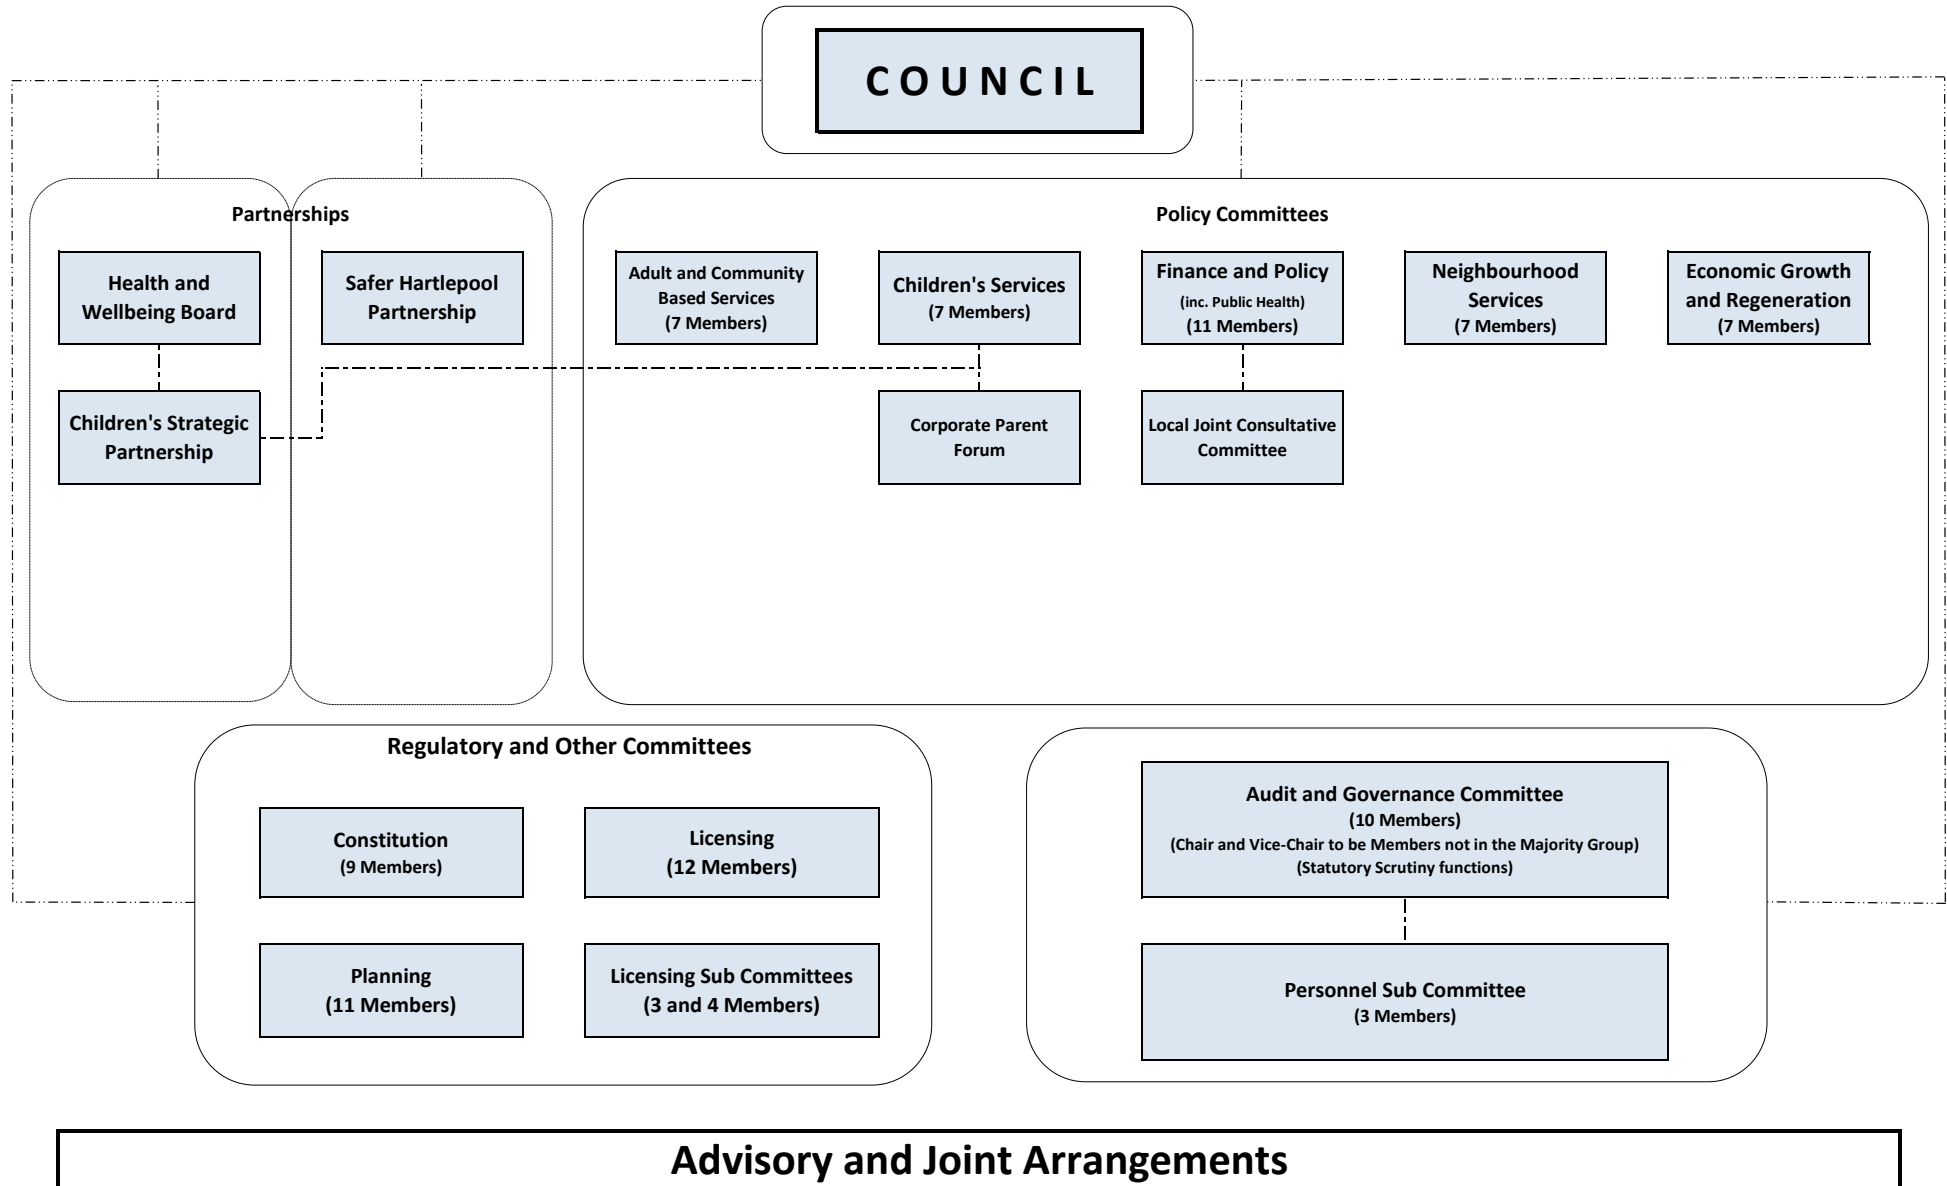 C O U N C I L
Partnerships
Policy Committees
Health and
Wellbeing Board
Safer Hartlepool
Partnership
Adult and Community
Based Services
(7 Members)
Children's Services
(7 Members)
Finance and Policy
(inc. Public Health)
(11 Members)
Neighbourhood
Services
(7 Members)
Economic Growth
and Regeneration
(7 Members)
Children's Strategic
Partnership
Corporate Parent
Forum
Local Joint Consultative
Committee
Regulatory and Other Committees
Constitution
(9 Members)
Licensing
(12 Members)
Planning
(11 Members)
Licensing Sub Committees
(3 and 4 Members)
Audit and Governance Committee
(10 Members)
(Chair and Vice-Chair to be Members not in the Majority Group)
(Statutory Scrutiny functions)
Personnel Sub Committee
(3 Members)
Advisory and Joint Arrangements